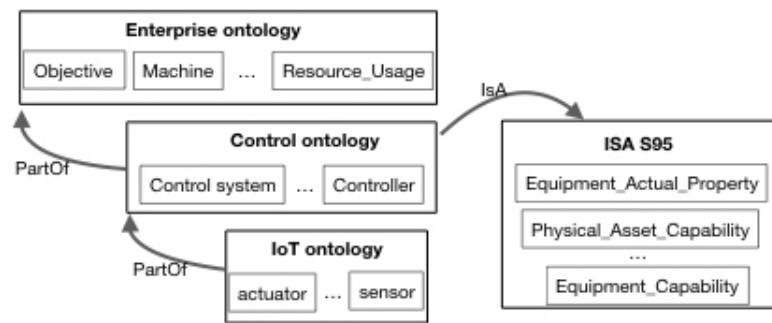 Enterprise ontology
Objective Machine ... Resource_Usage
IsA
Control ontology
PartOf
Control system ... Controller
IoT ontology
PartOf
actuator ... sensor
ISA S95
Equipment_Actual_Property
Physical_Asset_Capability
...
Equipment_Capability